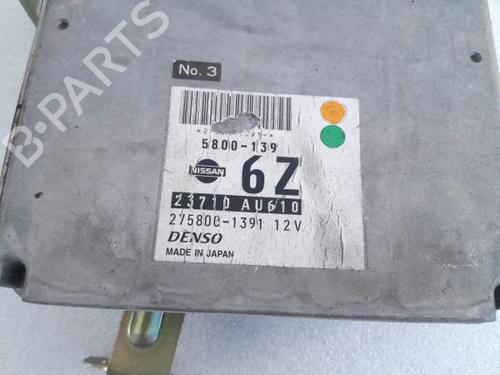 No. 3
5800-139
NISSAN
6Z
23710 AU610
275800-1391 12V
DENSO
MADE IN JAPAN
B-PARTS